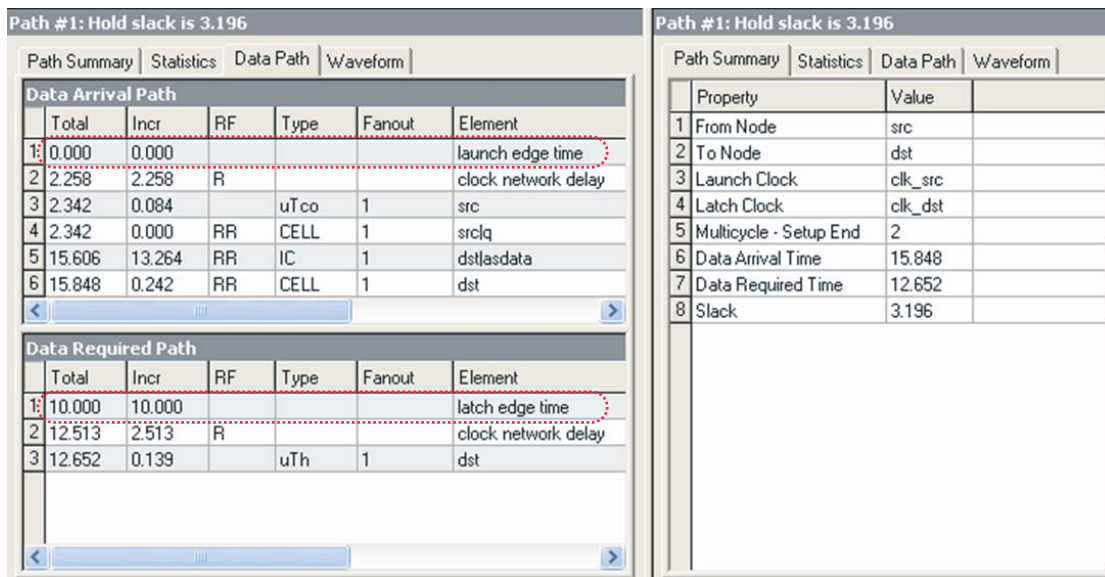 Path #1: Hold slack is 3.196
Path Summary Statistics Data Path Waveform
Data Arrival Path
Total Incr RF Type Fanout Element
1 0.000 0.000 launch edge time
2 2.258 2.258 R clock network delay
3 2.342 0.084 uTco 1 src
4 2.342 0.000 RR CELL 1 src|q
5 15.606 13.264 RR IC 1 dst|asdata
6 15.848 0.242 RR CELL 1 dst
Data Required Path
Total Incr RF Type Fanout Element
1 10.000 10.000 latch edge time
2 12.513 2.513 R clock network delay
3 12.652 0.139 uTh 1 dst
Path #1: Hold slack is 3.196
Path Summary Statistics Data Path Waveform
Property Value
1 From Node src
2 To Node dst
3 Launch Clock clk_src
4 Latch Clock clk_dst
5 Multicycle - Setup End 2
6 Data Arrival Time 15.848
7 Data Required Time 12.652
8 Slack 3.196